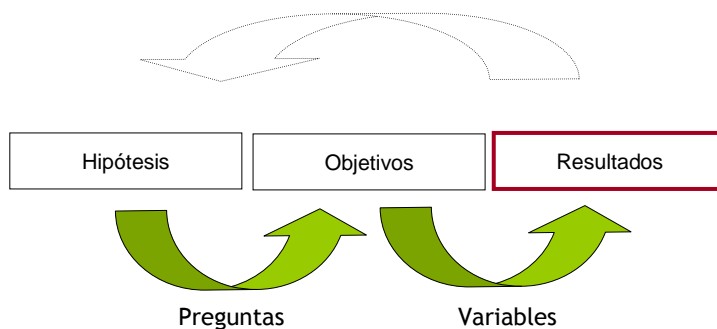 Hipótesis
Objetivos
Resultados
Preguntas
Variables